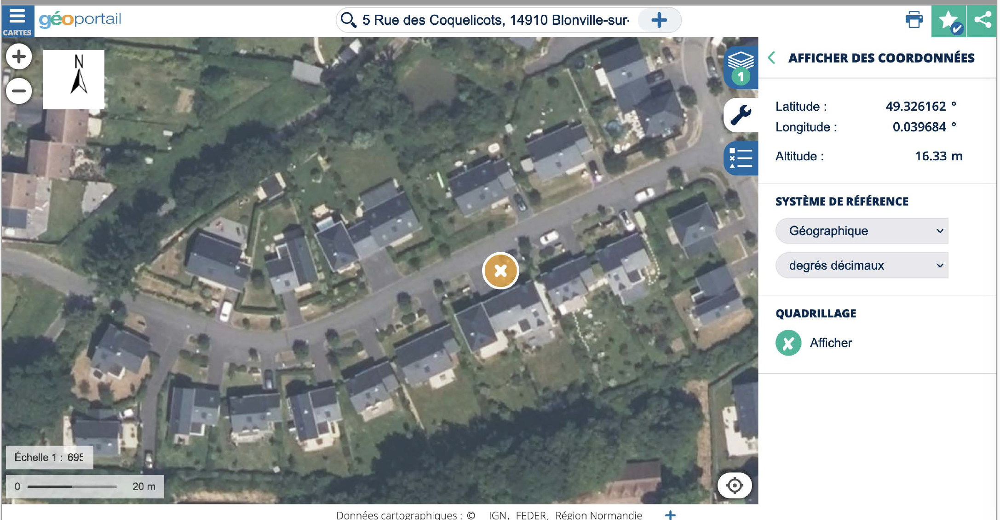 CARTES
géoportail
5 Rue des Coquelicots, 14910 Blonville-sur-
N
1
AFFICHER DES COORDONNÉES
Latitude : 49.326162 °
Longitude : 0.039684 °
Altitude : 16.33 m
SYSTÈME DE RÉFÉRENCE
Géographique
degrés décimaux
QUADRILLAGE
Afficher
Échelle 1 : 695
0 20 m
Données cartographiques : © IGN, FEDER, Région Normandie